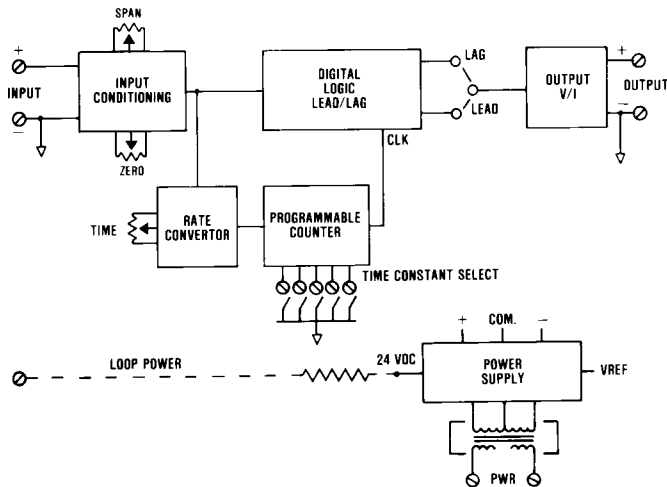 SPAN
+
INPUT
−
INPUT
CONDITIONING
ZERO
DIGITAL
LOGIC
LEAD/LAG
LAG
LEAD
CLK
OUTPUT
V/I
+
OUTPUT
−
TIME
RATE
CONVERTOR
PROGRAMMABLE
COUNTER
TIME CONSTANT SELECT
LOOP POWER
24 VDC
+ COM. −
POWER
SUPPLY
VREF
PWR